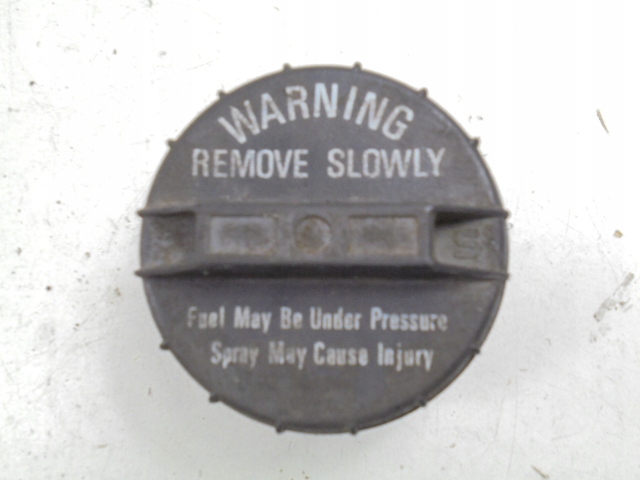 WARNING
REMOVE SLOWLY
Fuel May Be Under Pressure
Spray May Cause Injury